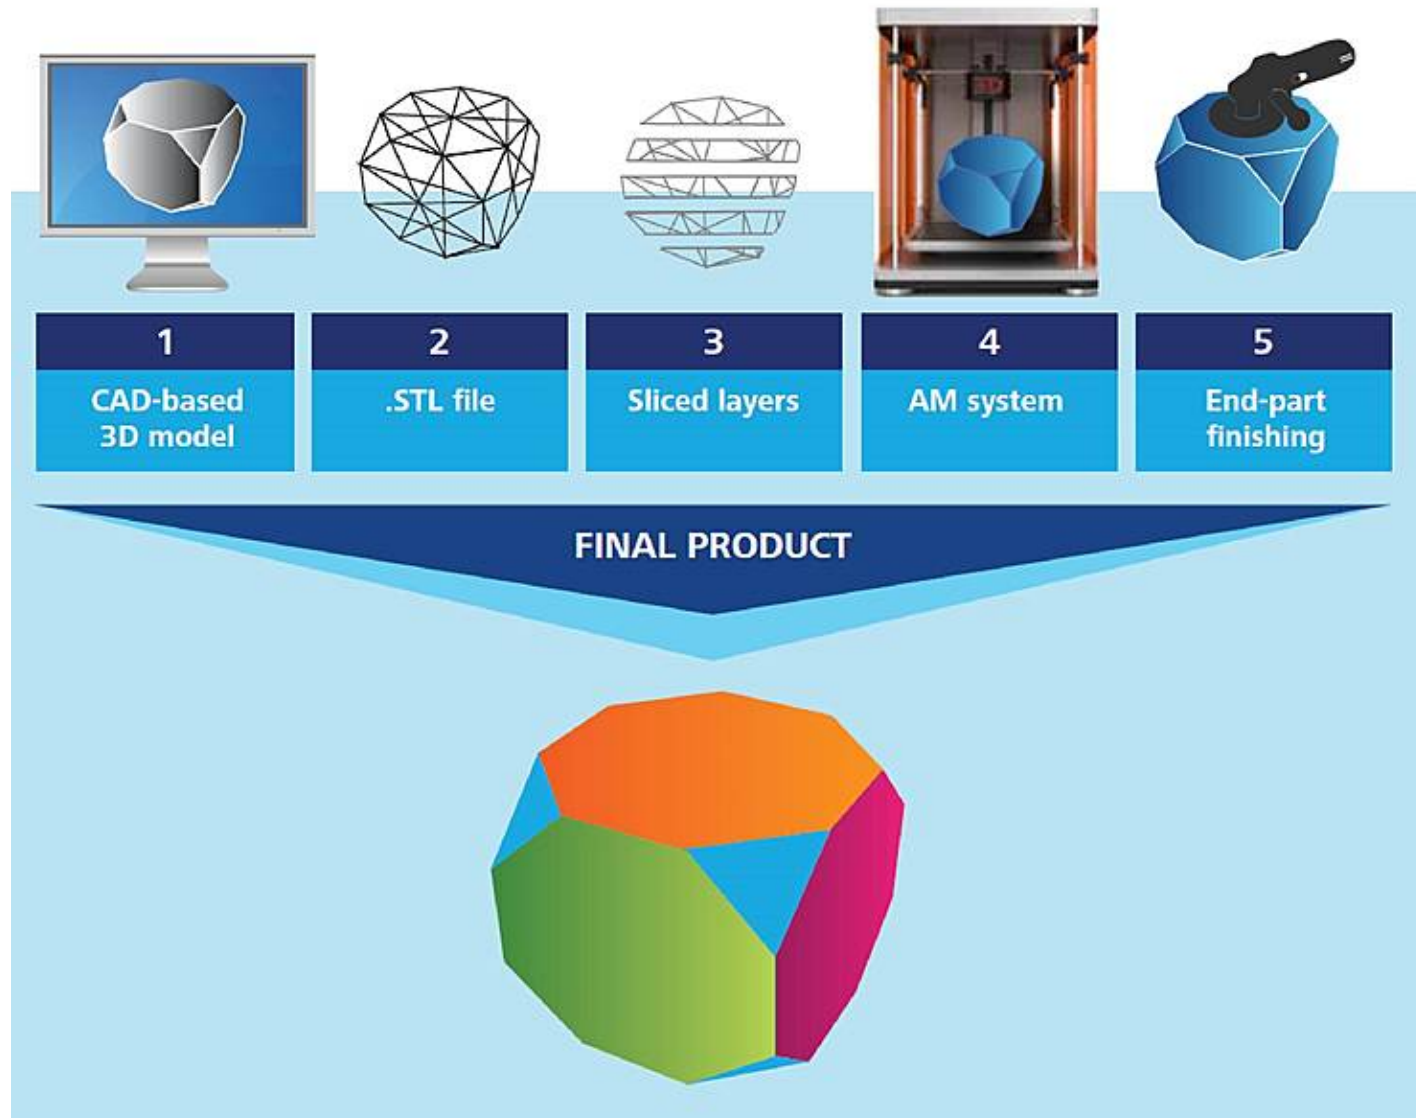 1
CAD-based
3D model
2
.STL file
3
Sliced layers
4
AM system
5
End-part
finishing
FINAL PRODUCT